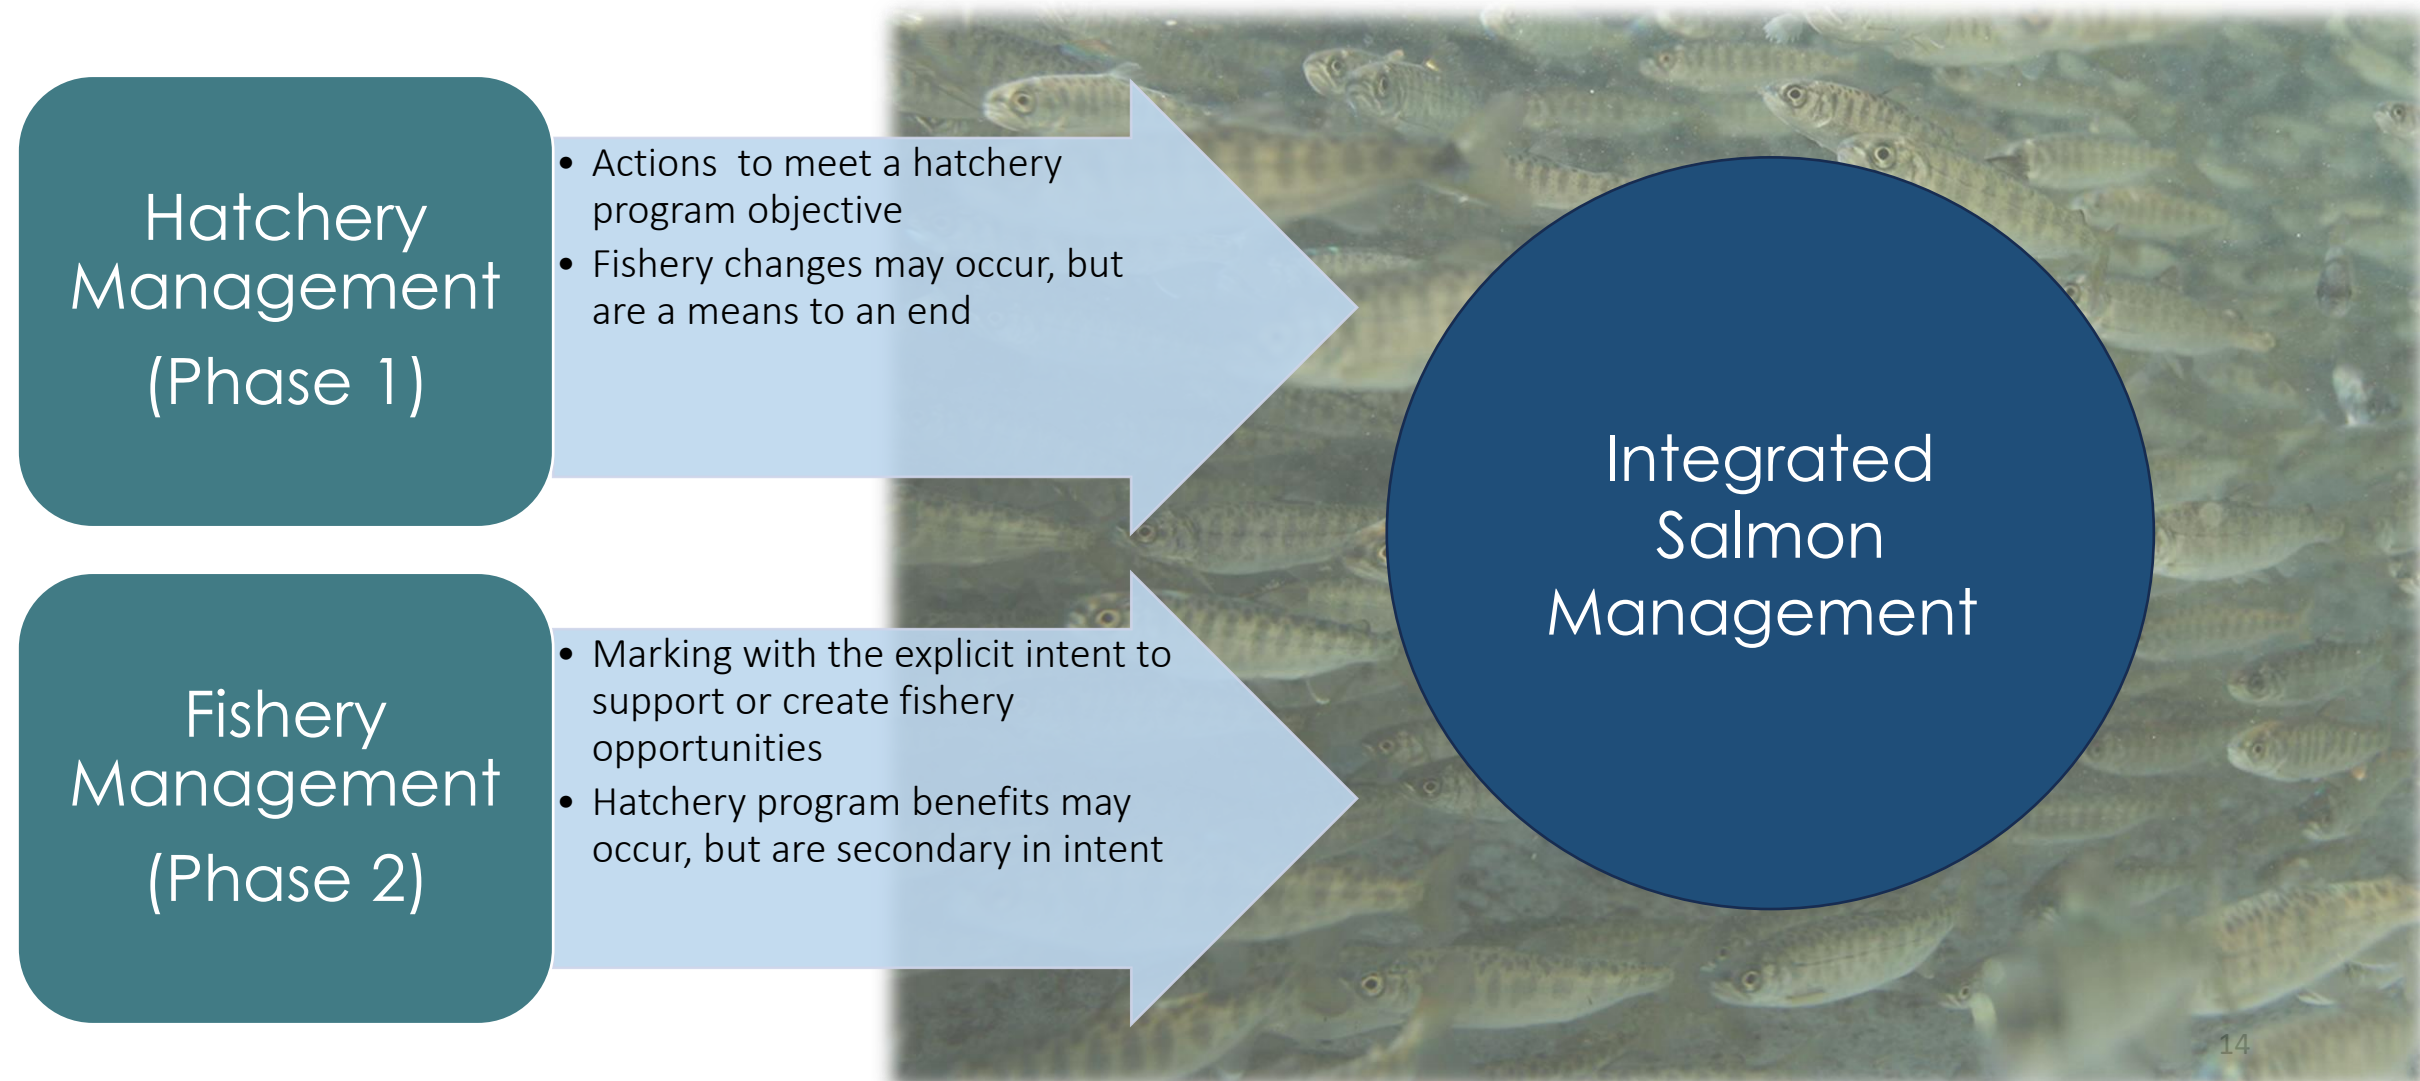 Hatchery
Management
(Phase 1)
• Actions  to meet a hatchery
program objective
• Fishery changes may occur, but
are a means to an end
Fishery
Management
(Phase 2)
• Marking with the explicit intent to
support or create fishery
opportunities
• Hatchery program benefits may
occur, but are secondary in intent
Integrated
Salmon
Management
14